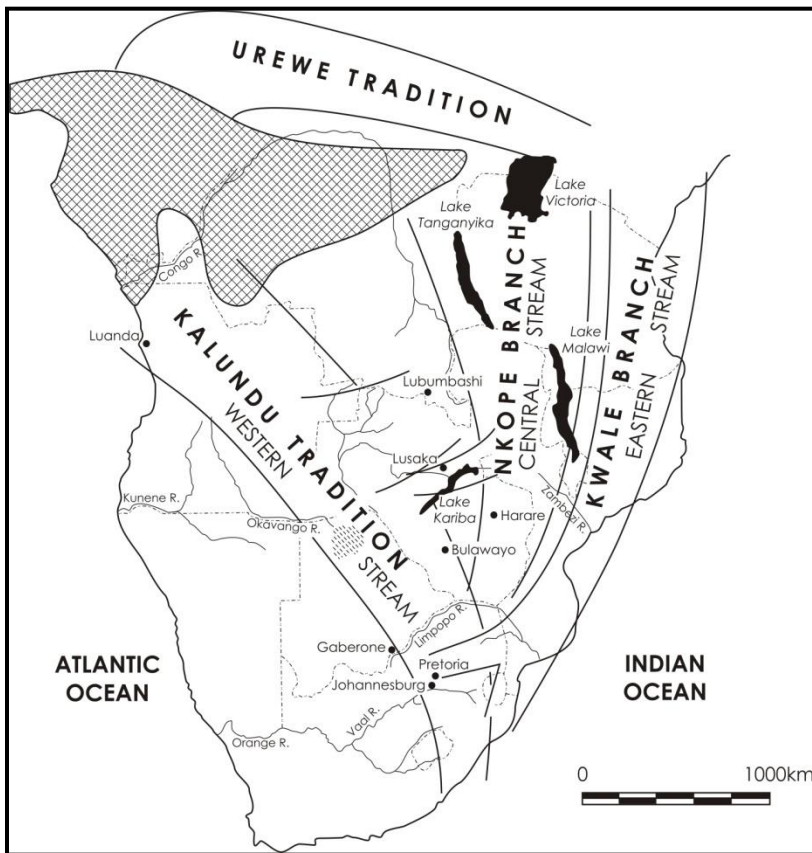 UREWE TRADITION
Lake
Victoria
Lake
Tanganyika
Congo R.
NKOPE BRANCH
CENTRAL STREAM
KWALE BRANCH
EASTERN STREAM
Lake
Malawi
Luanda
KALUNDU TRADITION
WESTERN STREAM
Lubumbashi
Lusaka
Lake
Kariba
Zambezi R.
Kunene R.
Okavango R.
Harare
Bulawayo
Limpopo R.
Gaberone
Pretoria
Johannesburg
ATLANTIC
OCEAN
INDIAN
OCEAN
Vaal R.
Orange R.
0 1000km